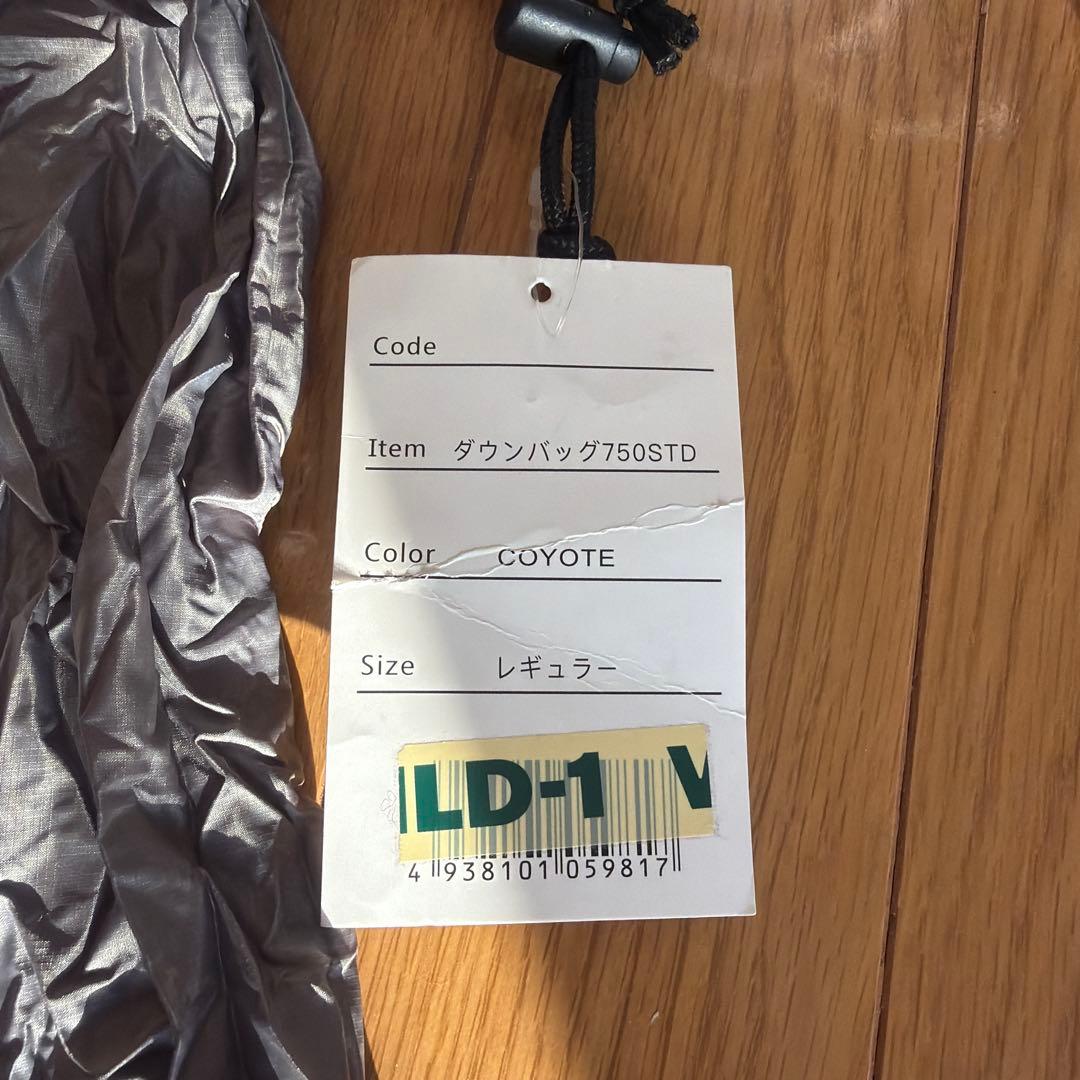 Code
Item ダウンバッグ750STD
Color COYOTE
Size レギュラー
ILD-1 V
4 938101 059817